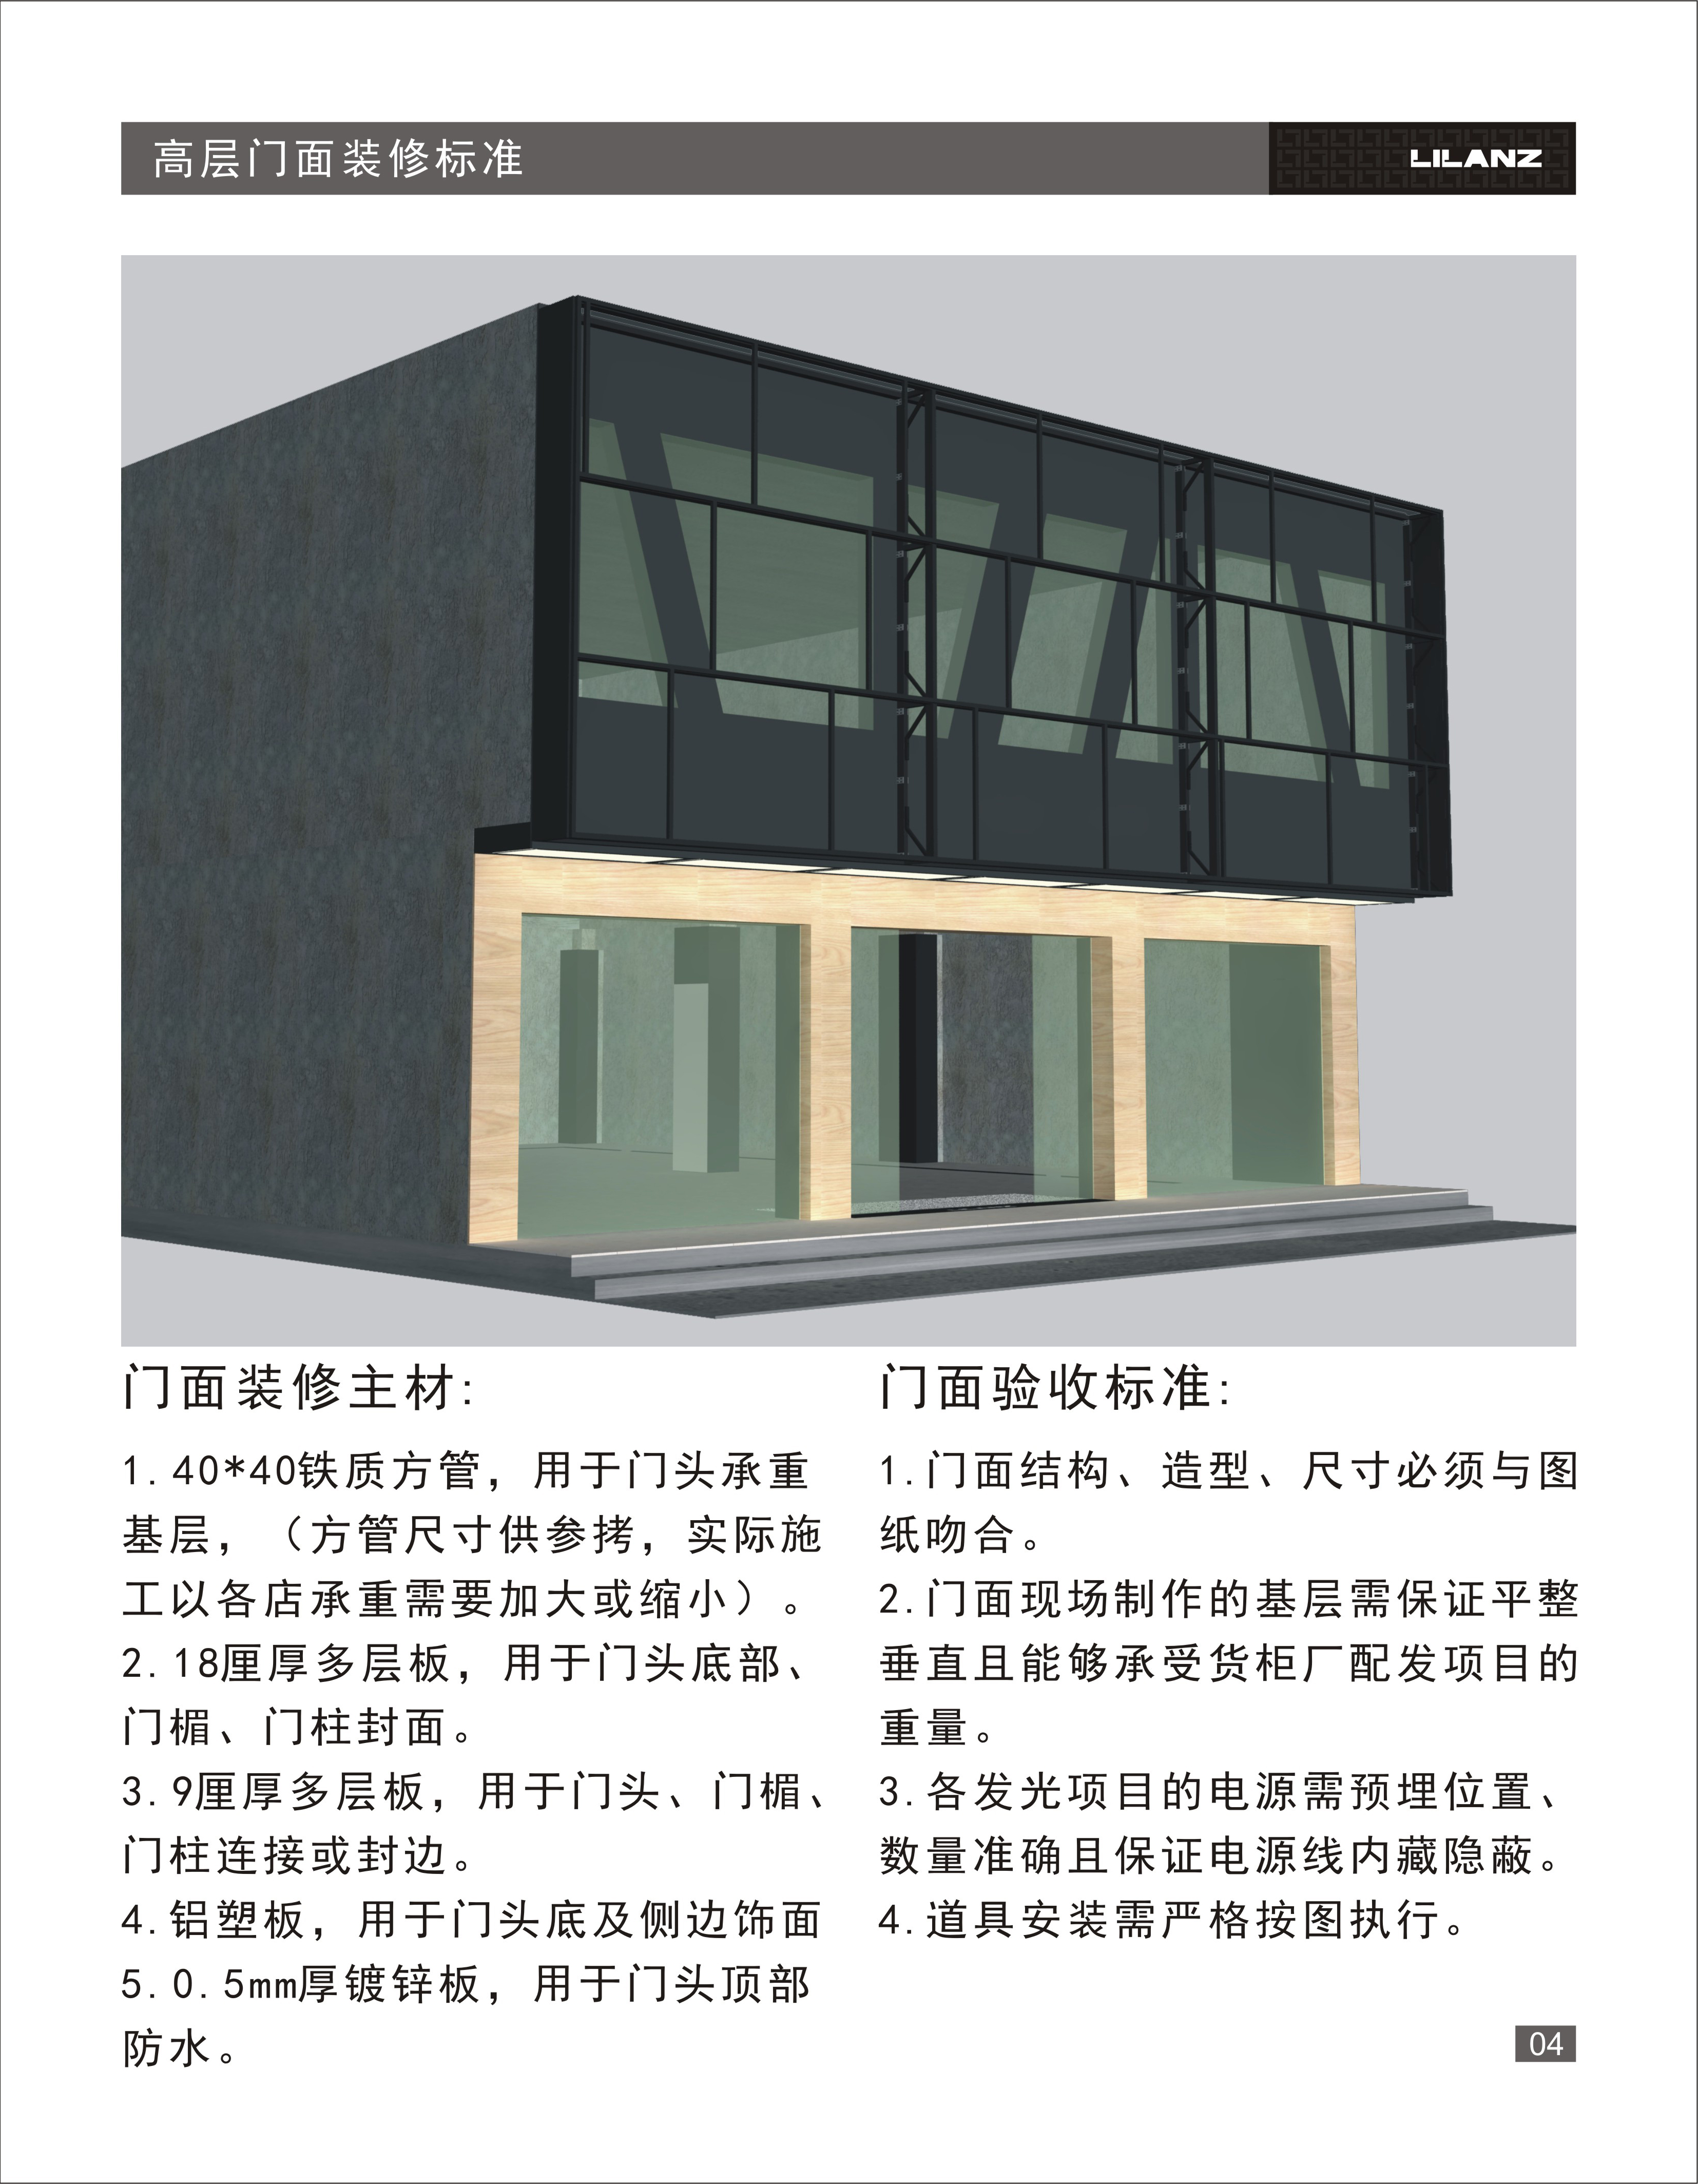 高层门面装修标准
LILANZ
门面装修主材:
1.40*40铁质方管，用于门头承重
基层，（方管尺寸供参拷，实际施
工以各店承重需要加大或缩小）。
2.18厘厚多层板，用于门头底部、
门楣、门柱封面。
3.9厘厚多层板，用于门头、门楣、
门柱连接或封边。
4.铝塑板，用于门头底及侧边饰面
5.0.5mm厚镀锌板，用于门头顶部
防水。
门面验收标准:
1.门面结构、造型、尺寸必须与图
纸吻合。
2.门面现场制作的基层需保证平整
垂直且能够承受货柜厂配发项目的
重量。
3.各发光项目的电源需预埋位置、
数量准确且保证电源线内藏隐蔽。
4.道具安装需严格按图执行。
04